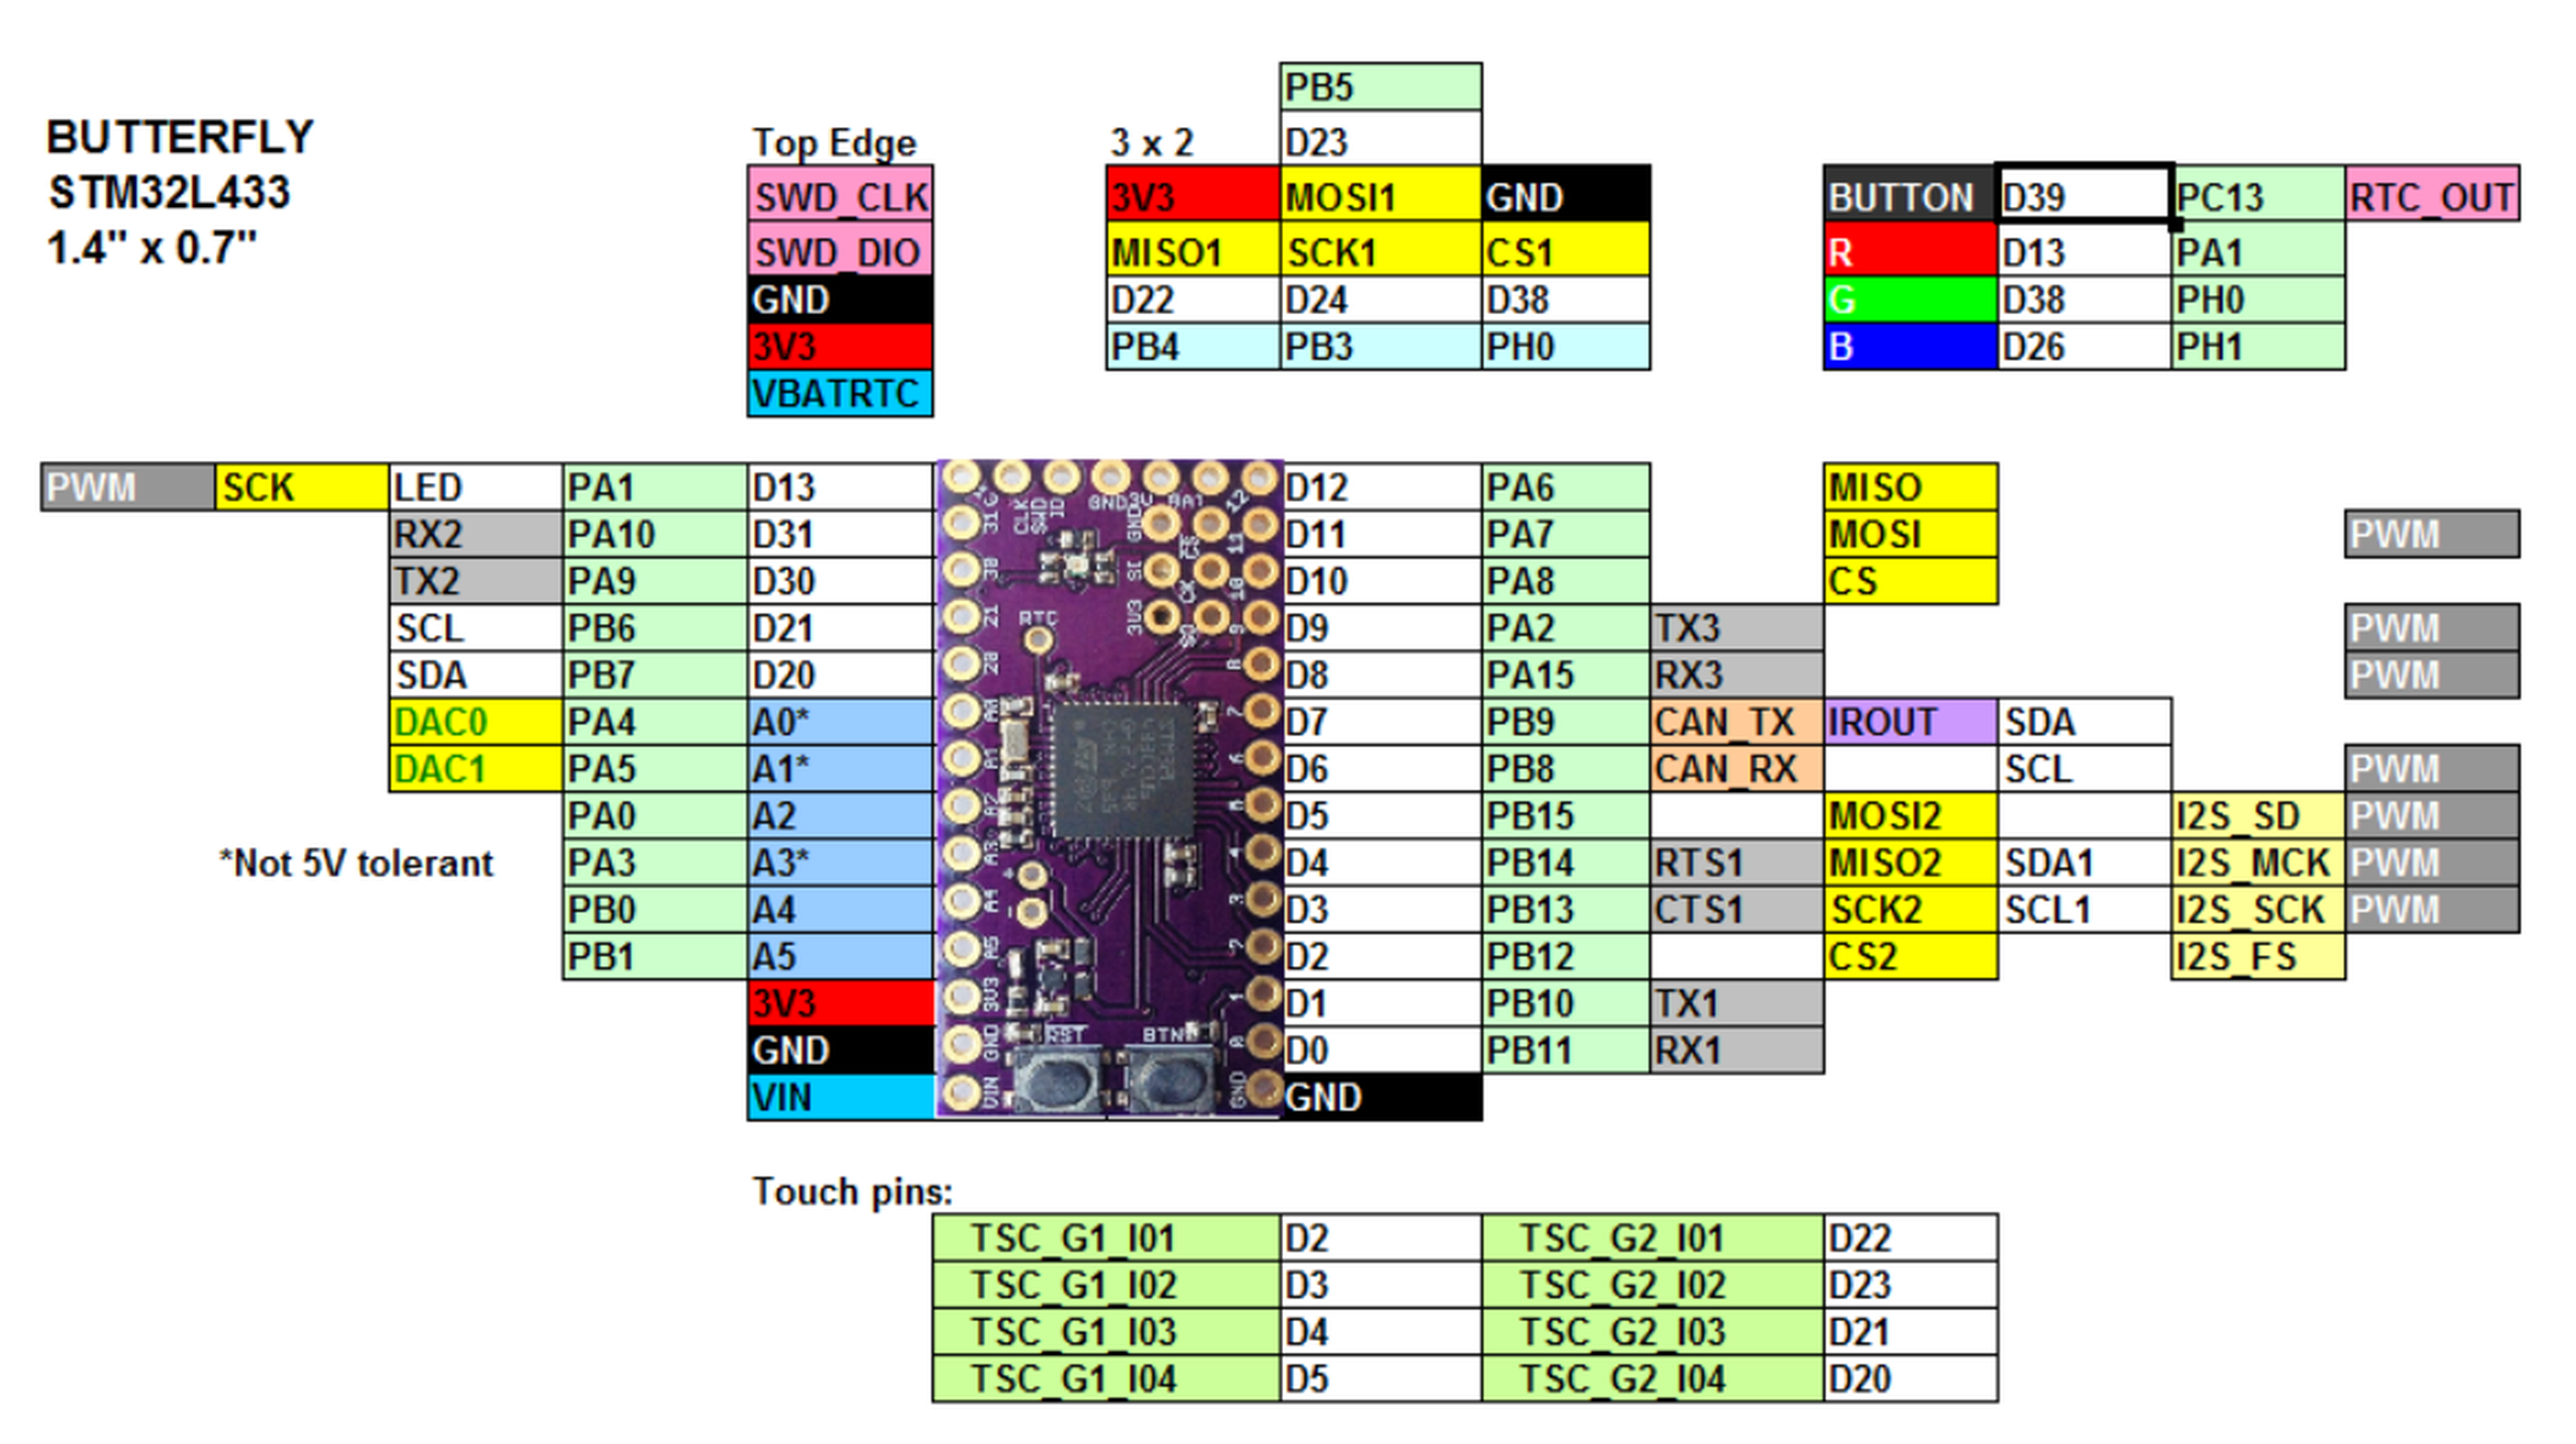 PB5
BUTTERFLY
Top Edge 3 x 2 D23
STM32L433
SWD_CLK 3V3 MOSI1 GND BUTTON D39 PC13 RTC_OUT
1.4" x 0.7"
SWD_DIO MISO1 SCK1 CS1 R D13 PA1
GND D22 D24 D38 G D38 PH0
3V3 PB4 PB3 PH0 B D26 PH1
VBATRTC
PWM SCK LED PA1 D13 D12 PA6 MISO
RX2 PA10 D31 31 CLK SWD IO GND 3V 12 GND 11 D11 PA7 MOSI PWM
TX2 PA9 D30 30 10 D10 PA8 CS
SCL PB6 D21 21 RTC 3V3 9 D9 PA2 TX3 PWM
SDA PB7 D20 20 8 D8 PA15 RX3 PWM
DAC0 PA4 A0* A0 7 D7 PB9 CAN_TX IROUT SDA
DAC1 PA5 A1* A1 6 D6 PB8 CAN_RX SCL PWM
PA0 A2 A2 5 D5 PB15 MOSI2 I2S_SD PWM
*Not 5V tolerant PA3 A3* A3 4 D4 PB14 RTS1 MISO2 SDA1 I2S_MCK PWM
PB0 A4 A4 3 D3 PB13 CTS1 SCK2 SCL1 I2S_SCK PWM
PB1 A5 A5 2 D2 PB12 CS2 I2S_FS
3V3 3V3 1 D1 PB10 TX1
GND GND RST BTN 0 D0 PB11 RX1
VIN VIN GND GND
Touch pins:
TSC_G1_I01 D2 TSC_G2_I01 D22
TSC_G1_I02 D3 TSC_G2_I02 D23
TSC_G1_I03 D4 TSC_G2_I03 D21
TSC_G1_I04 D5 TSC_G2_I04 D20